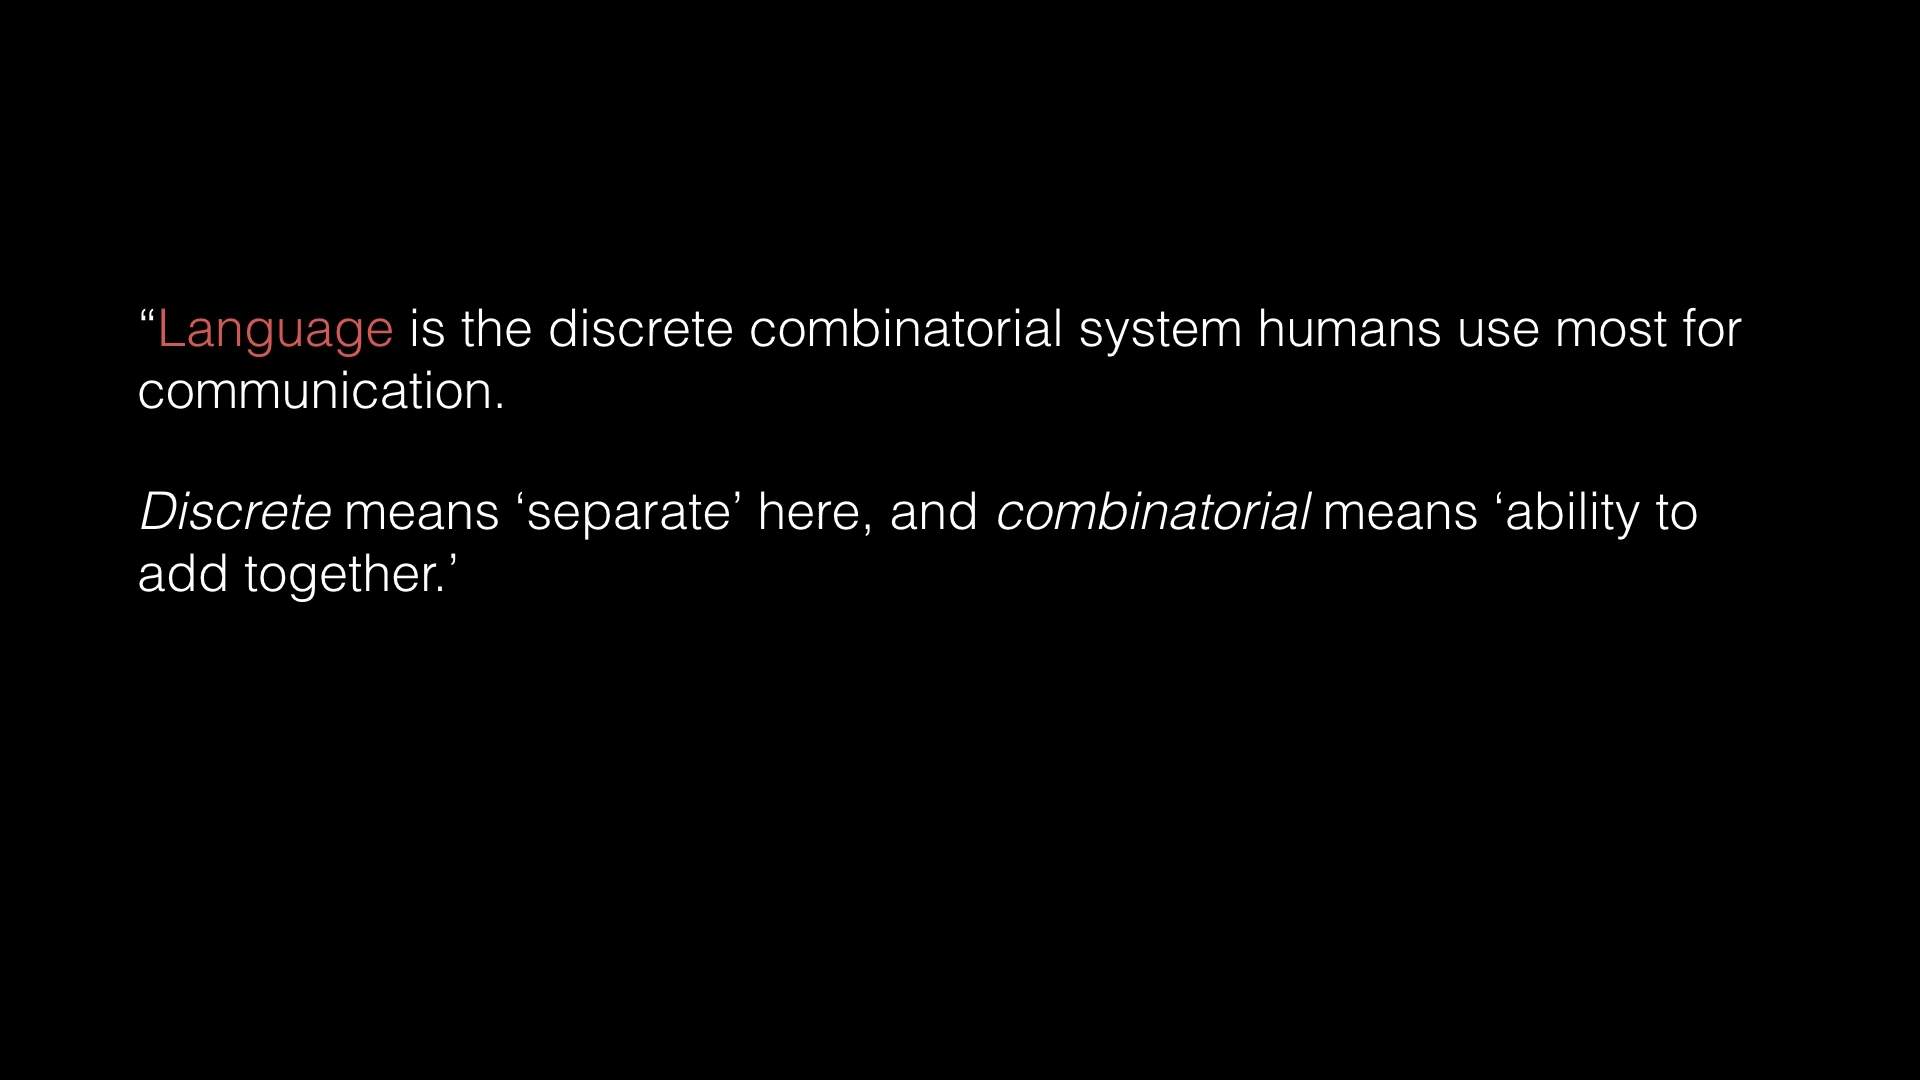 “Language is the discrete combinatorial system humans use most for
communication.
Discrete means ‘separate’ here, and combinatorial means ‘ability to
add together.’